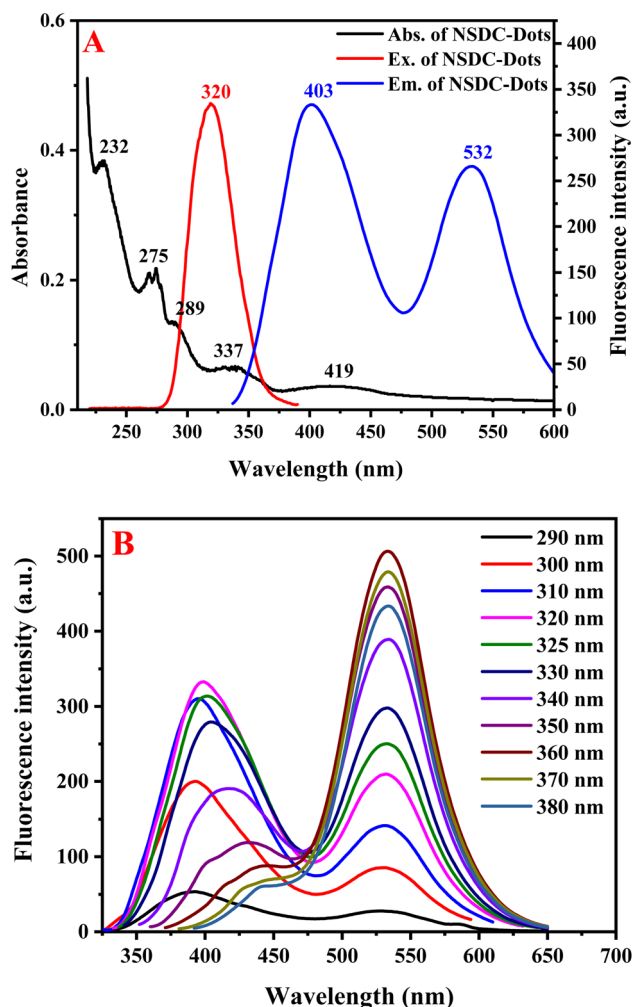 A
Abs. of NSDC-Dots
Ex. of NSDC-Dots
Em. of NSDC-Dots
232
275
289
320
337
403
419
532
Absorbance
0.6
0.4
0.2
0.0
Fluorescence intensity (a.u.)
400
350
300
250
200
150
100
50
0
250 300 350 400 450 500 550 600
Wavelength (nm)
B
290 nm
300 nm
310 nm
320 nm
325 nm
330 nm
340 nm
350 nm
360 nm
370 nm
380 nm
Fluorescence intensity (a.u.)
500
400
300
200
100
0
350 400 450 500 550 600 650 700
Wavelength (nm)